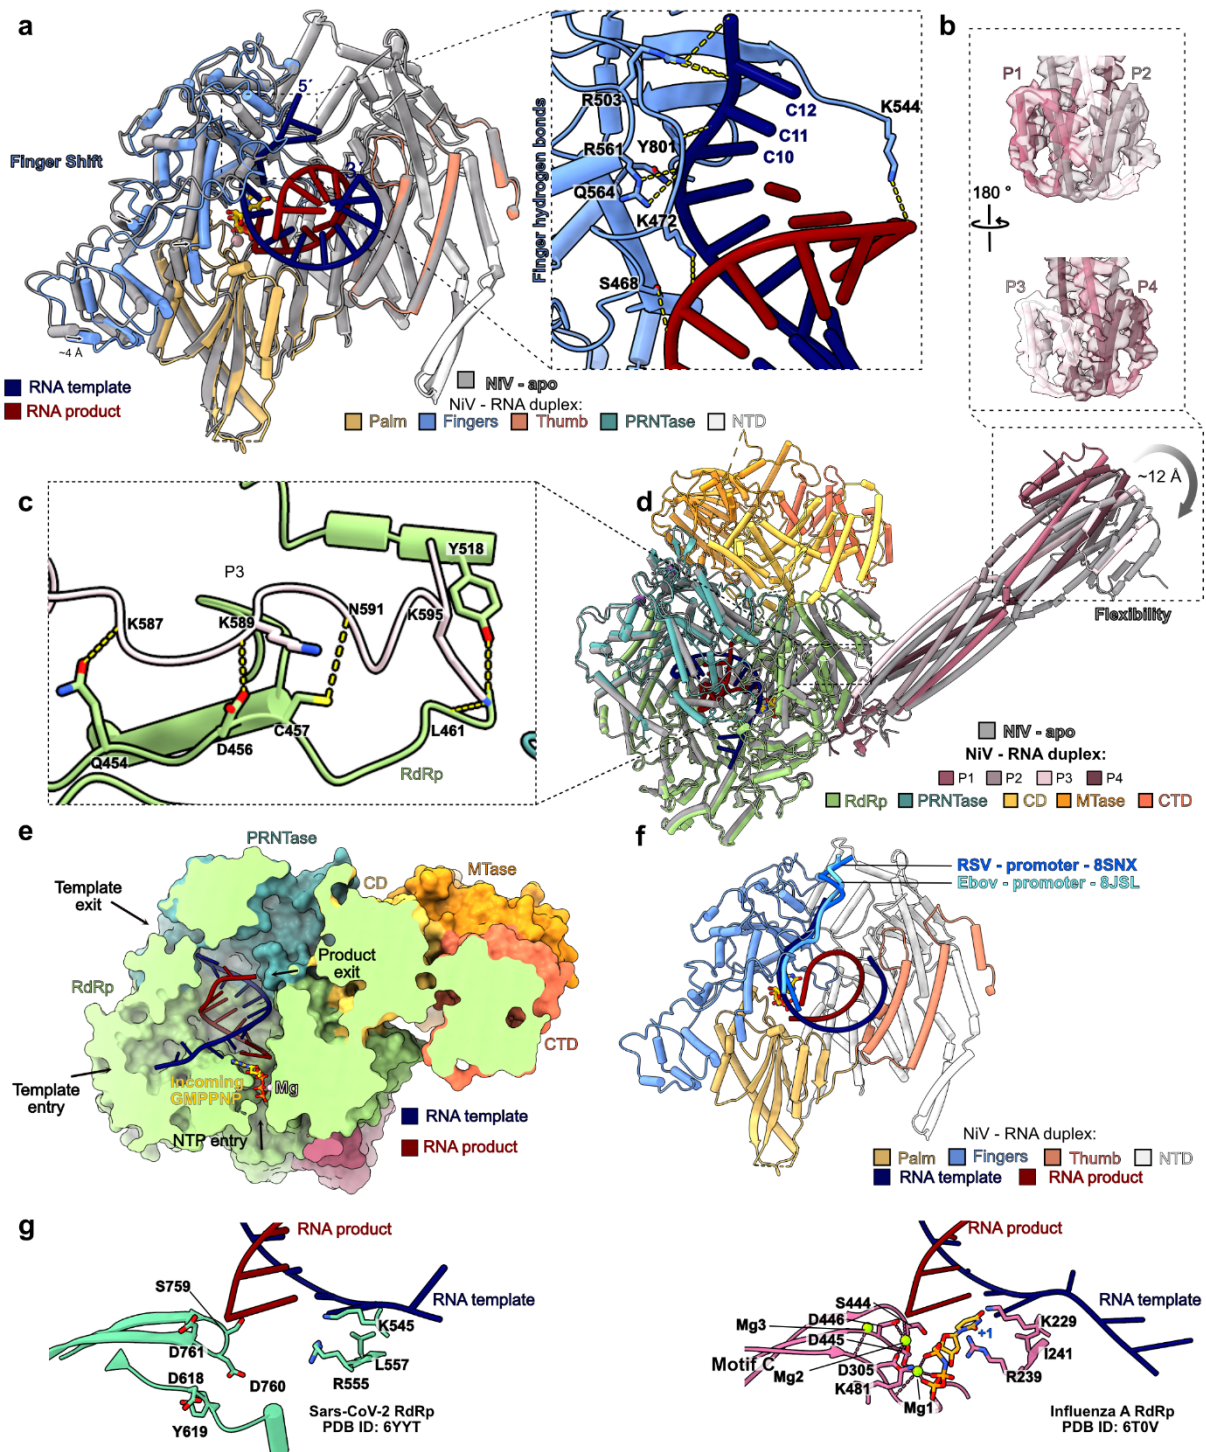 a
5´
3´
Finger Shift
~4 Å
RNA template
RNA product
NiV - apo
NiV - RNA duplex:
Palm
Fingers
Thumb
PRNTase
NTD
Finger hydrogen bonds
R503
R561
Y801
Q564
K472
S468
C12
C11
C10
K544
b
P1
P2
180 °
P3
P4
c
P3
K587
K589
N591
K595
Y518
Q454
D456
C457
L461
RdRp
d
~12 Å
Flexibility
NiV - apo
NiV - RNA duplex:
P1
P2
P3
P4
RdRp
PRNTase
CD
MTase
CTD
e
PRNTase
CD
MTase
Template
exit
Product
exit
RdRp
CTD
Template
entry
Incoming
GMPPNP
Mg
NTP entry
RNA template
RNA product
f
RSV - promoter - 8SNX
Ebov - promoter - 8JSL
NiV - RNA duplex:
Palm
Fingers
Thumb
NTD
RNA template
RNA product
g
RNA product
RNA template
S759
D761
D618
D760
Y619
K545
L557
R555
Sars-CoV-2 RdRp
PDB ID: 6YYT
RNA product
RNA template
S444
D446
Mg3
D445
Motif C
Mg2
D305
K481
Mg1
+1
K229
I241
R239
Influenza A RdRp
PDB ID: 6T0V